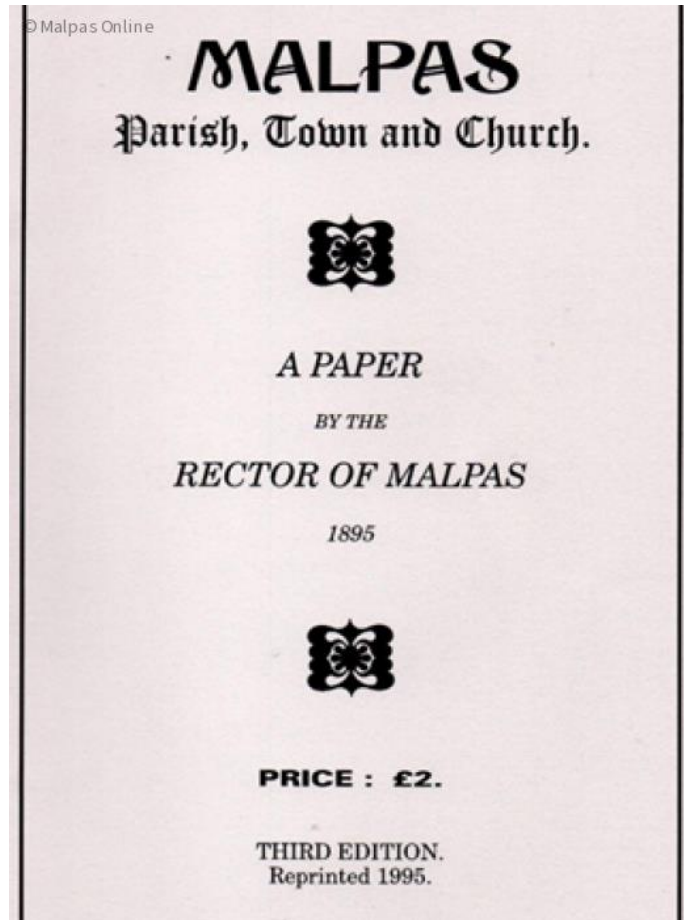 © Malpas Online
MALPAS
Parish, Town and Church.
A PAPER
BY THE
RECTOR OF MALPAS
1895
PRICE : £2.
THIRD EDITION.
Reprinted 1995.